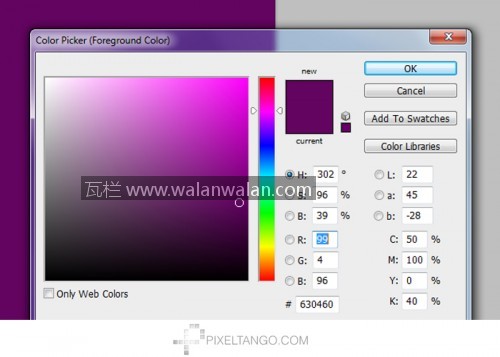 Color Picker (Foreground Color)
new
current
OK
Cancel
Add To Swatches
Color Libraries
H: 302 °
S: 96 %
B: 39 %
R: 99
G: 4
B: 96
L: 22
a: 45
b: -28
C: 50 %
M: 100 %
Y: 0 %
K: 40 %
# 630460
Only Web Colors
瓦栏 www.walanwalan.com
PIXELTANGO.COM